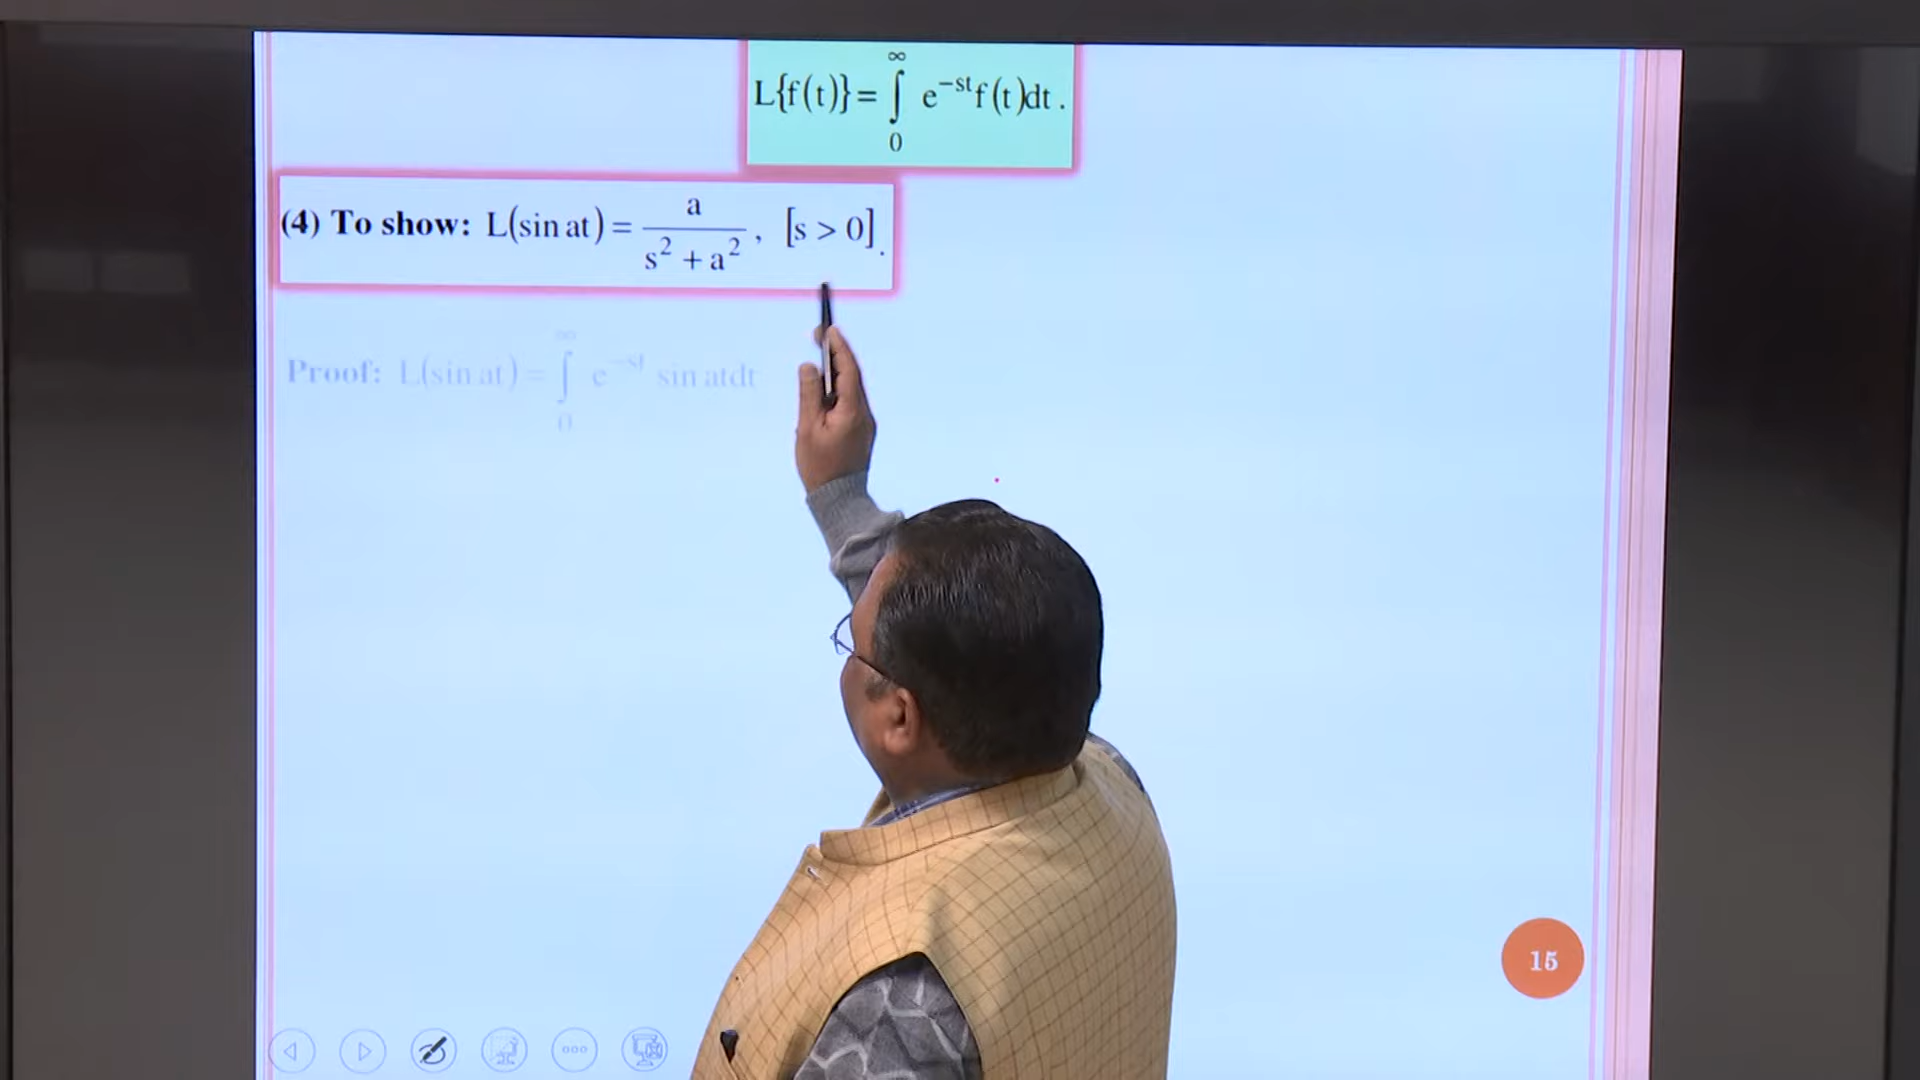 L{f(t)} = ∫₀^∞ e^{-st} f(t)dt .
(4) To show: L(sin at) = a / (s² + a²) , [s > 0] .
Proof: L(sin at) = ∫₀^∞ e^{-st} sin atdt
15